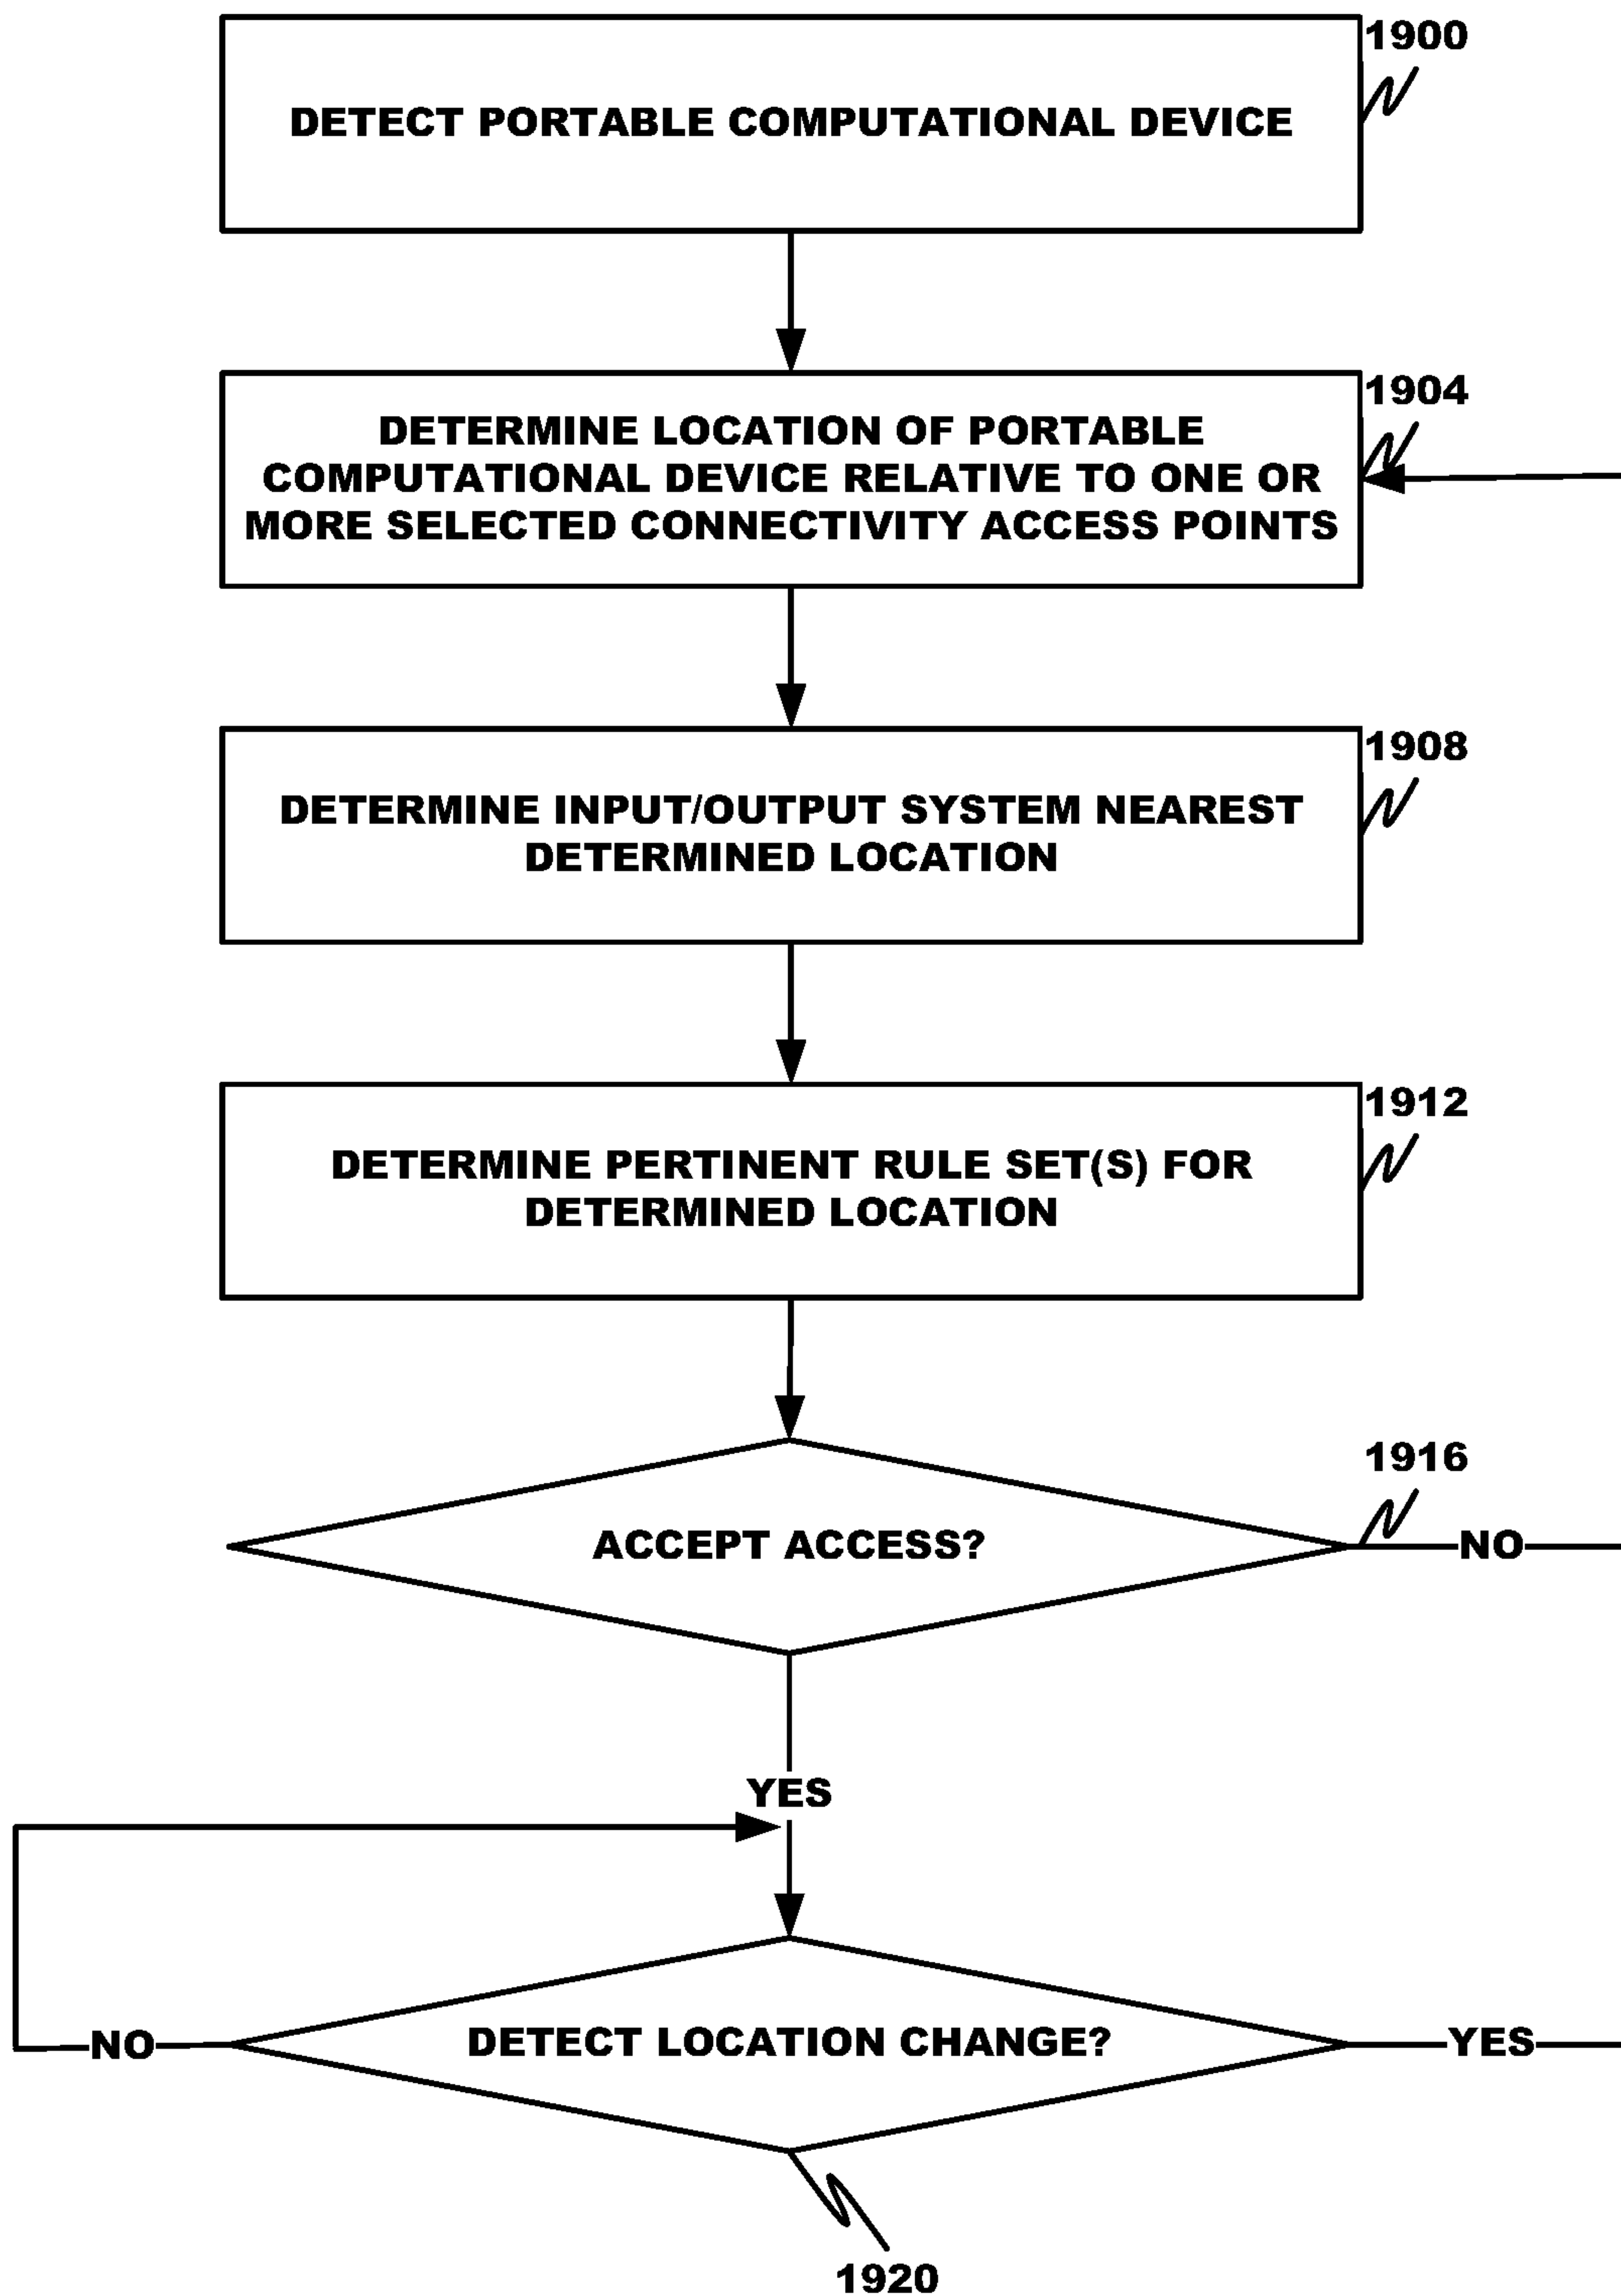 1900
DETECT PORTABLE COMPUTATIONAL DEVICE
1904
DETERMINE LOCATION OF PORTABLE
COMPUTATIONAL DEVICE RELATIVE TO ONE OR
MORE SELECTED CONNECTIVITY ACCESS POINTS
1908
DETERMINE INPUT/OUTPUT SYSTEM NEAREST
DETERMINED LOCATION
1912
DETERMINE PERTINENT RULE SET(S) FOR
DETERMINED LOCATION
1916
ACCEPT ACCESS?
NO
YES
NO
DETECT LOCATION CHANGE?
YES
1920